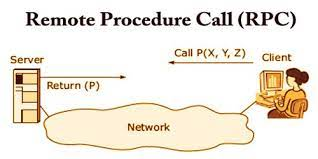 Remote Procedure Call (RPC)
Server
Call P(X, Y, Z)
Client
Return (P)
Network